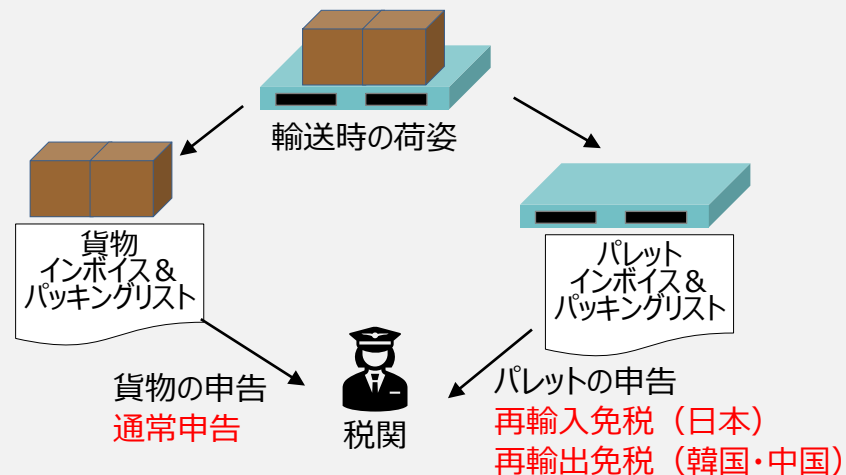 輸送時の荷姿
貨物
インボイス&
パッキングリスト
パレット
インボイス&
パッキングリスト
貨物の申告
通常申告
税関
パレットの申告
再輸入免税（日本）
再輸出免税（韓国・中国）